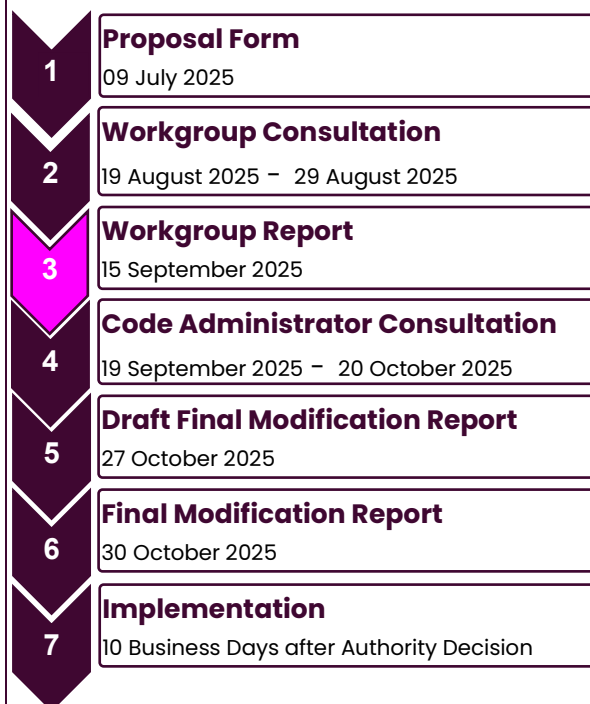 1
Proposal Form
09 July 2025
2
Workgroup Consultation
19 August 2025 - 29 August 2025
3
Workgroup Report
15 September 2025
4
Code Administrator Consultation
19 September 2025 - 20 October 2025
5
Draft Final Modification Report
27 October 2025
6
Final Modification Report
30 October 2025
7
Implementation
10 Business Days after Authority Decision